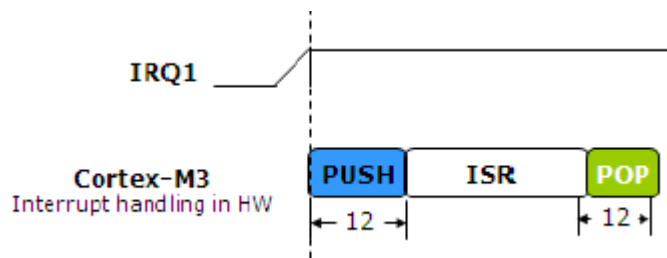 IRQ1
PUSH ISR POP
Cortex-M3
Interrupt handling in HW
12 12